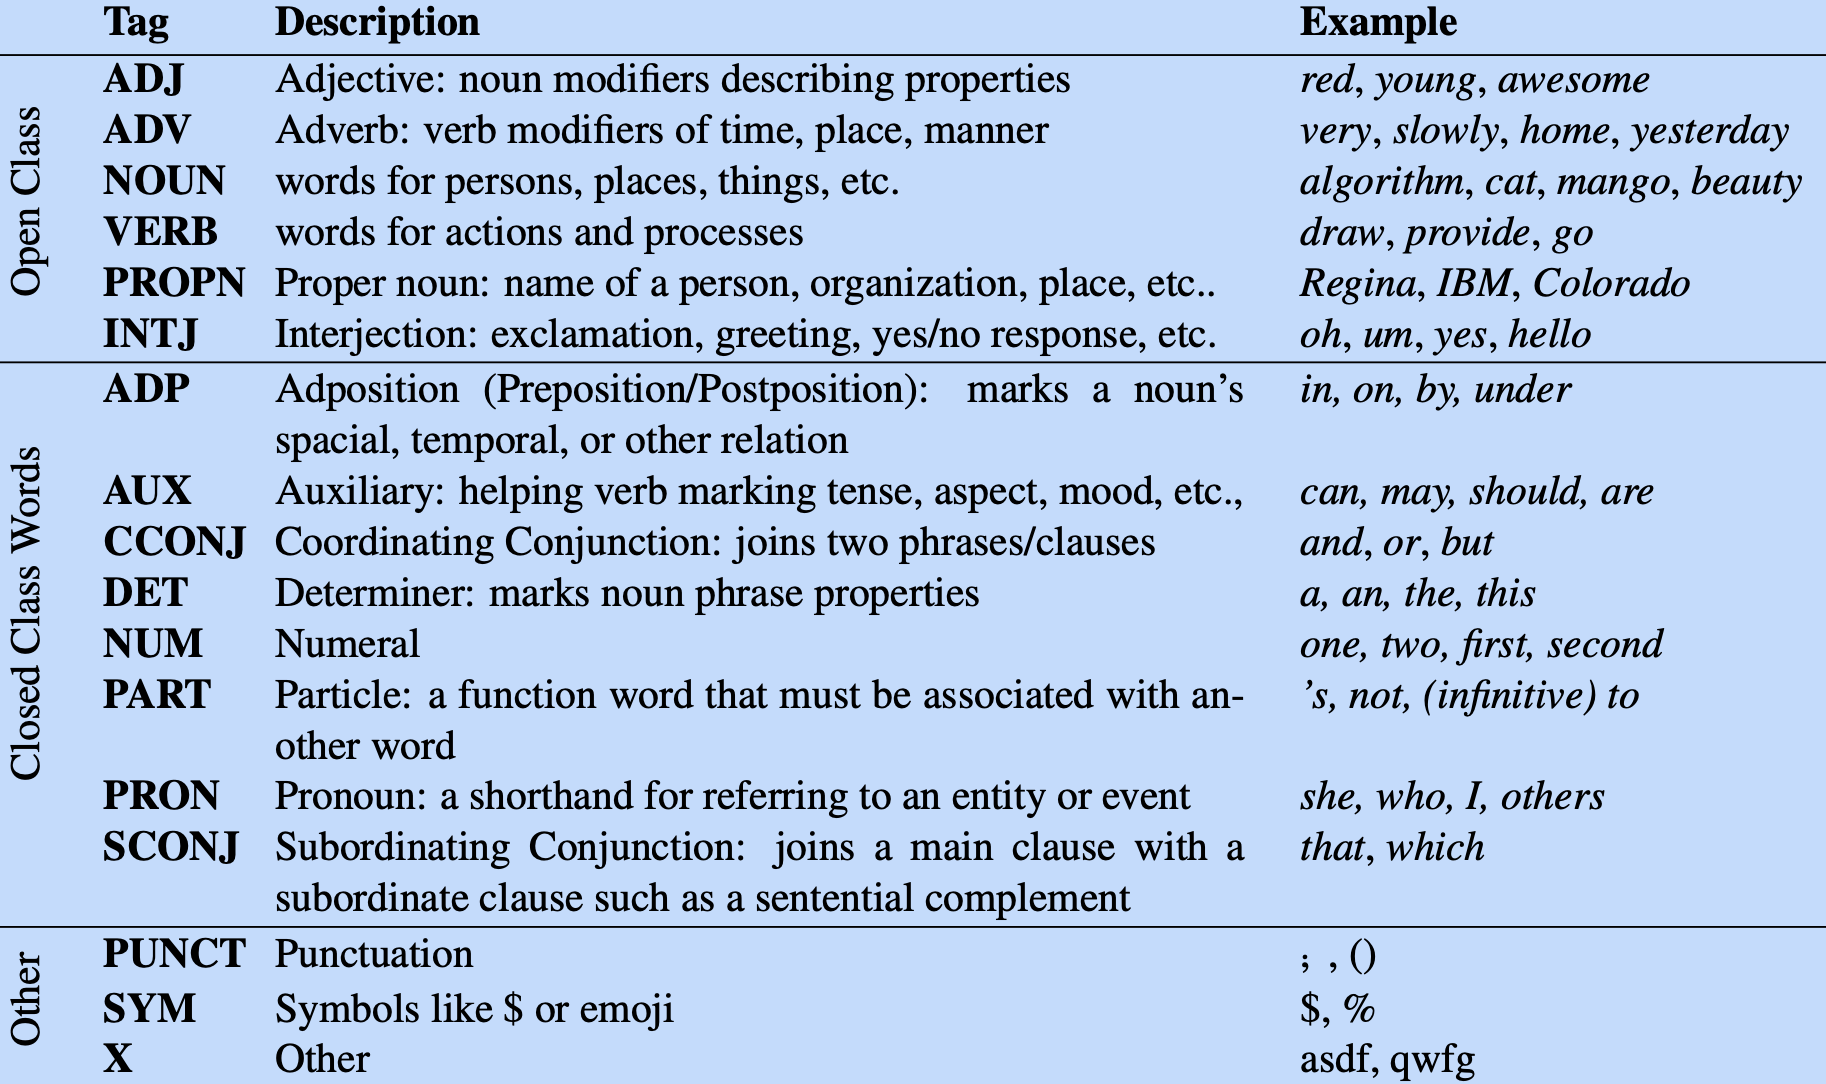 Tag Description Example
Open Class
ADJ Adjective: noun modifiers describing properties red, young, awesome
ADV Adverb: verb modifiers of time, place, manner very, slowly, home, yesterday
NOUN words for persons, places, things, etc. algorithm, cat, mango, beauty
VERB words for actions and processes draw, provide, go
PROPN Proper noun: name of a person, organization, place, etc.. Regina, IBM, Colorado
INTJ Interjection: exclamation, greeting, yes/no response, etc. oh, um, yes, hello
Closed Class Words
ADP Adposition (Preposition/Postposition): marks a noun's in, on, by, under
spacial, temporal, or other relation
AUX Auxiliary: helping verb marking tense, aspect, mood, etc., can, may, should, are
CCONJ Coordinating Conjunction: joins two phrases/clauses and, or, but
DET Determiner: marks noun phrase properties a, an, the, this
NUM Numeral one, two, first, second
PART Particle: a function word that must be associated with an- 's, not, (infinitive) to
other word
PRON Pronoun: a shorthand for referring to an entity or event she, who, I, others
SCONJ Subordinating Conjunction: joins a main clause with a that, which
subordinate clause such as a sentential complement
Other
PUNCT Punctuation ; , ()
SYM Symbols like $ or emoji $, %
X Other asdf, qwfg